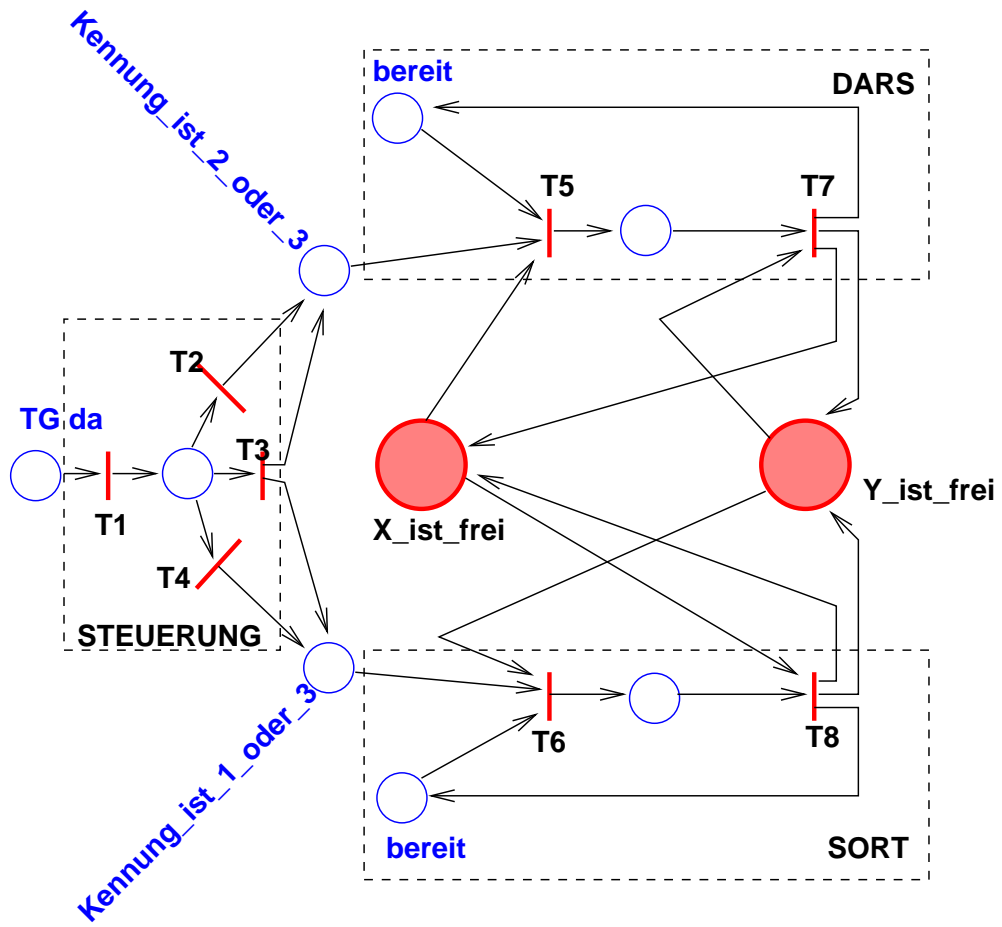 Kennung_ist_2_oder_3
bereit
DARS
T5
T7
T2
TG da
T3
T1
X_ist_frei
Y_ist_frei
T4
STEUERUNG
Kennung_ist_1_oder_3
T6
T8
bereit
SORT